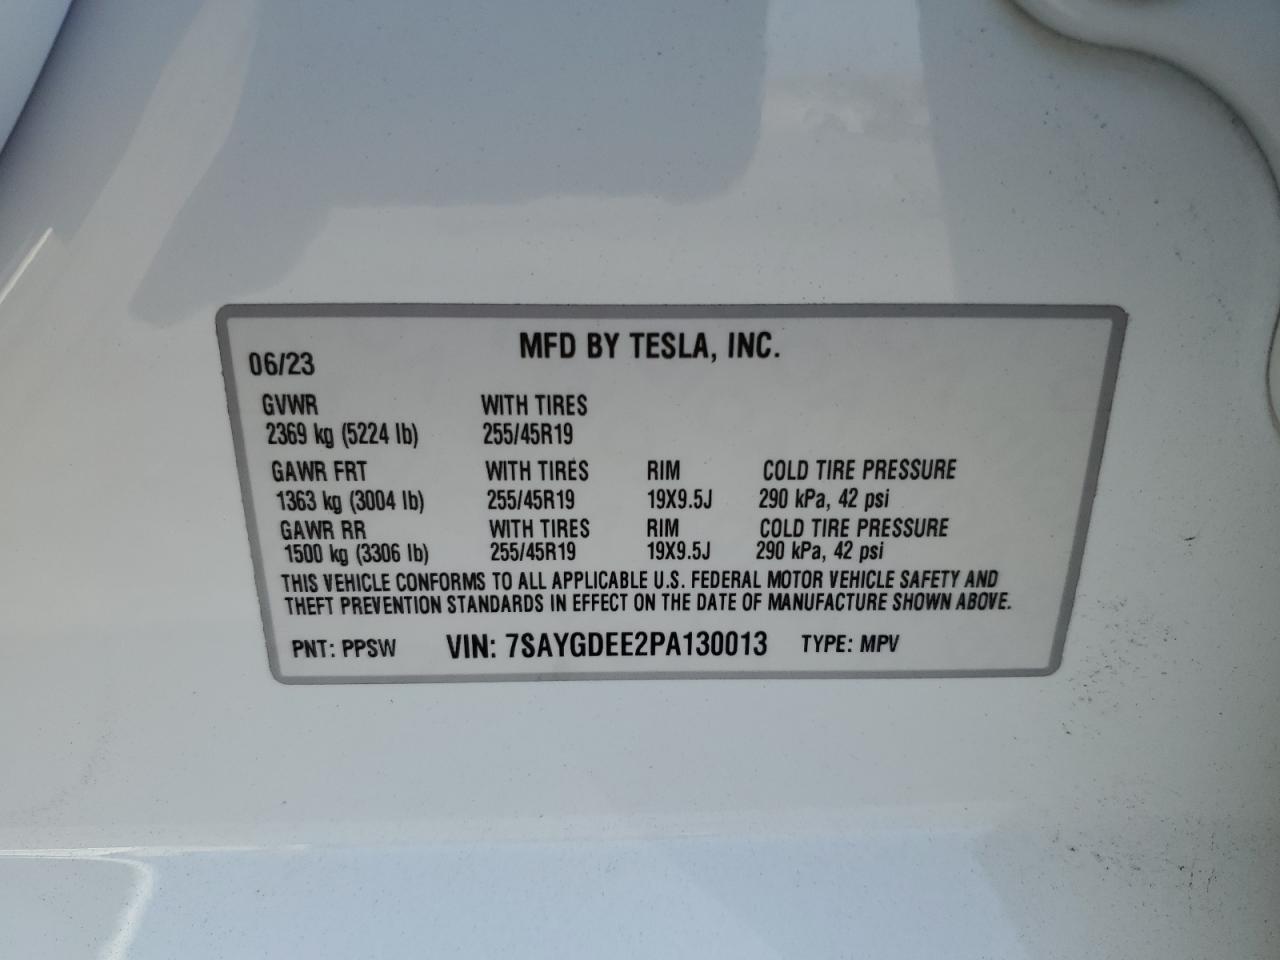 MFD BY TESLA, INC.
06/23
GVWR WITH TIRES
2369 kg (5224 lb) 255/45R19
GAWR FRT WITH TIRES RIM COLD TIRE PRESSURE
1363 kg (3004 lb) 255/45R19 19X9.5J 290 kPa, 42 psi
GAWR RR WITH TIRES RIM COLD TIRE PRESSURE
1500 kg (3306 lb) 255/45R19 19X9.5J 290 kPa, 42 psi
THIS VEHICLE CONFORMS TO ALL APPLICABLE U.S. FEDERAL MOTOR VEHICLE SAFETY AND
THEFT PREVENTION STANDARDS IN EFFECT ON THE DATE OF MANUFACTURE SHOWN ABOVE.
PNT: PPSW VIN: 7SAYGDEE2PA130013 TYPE: MPV